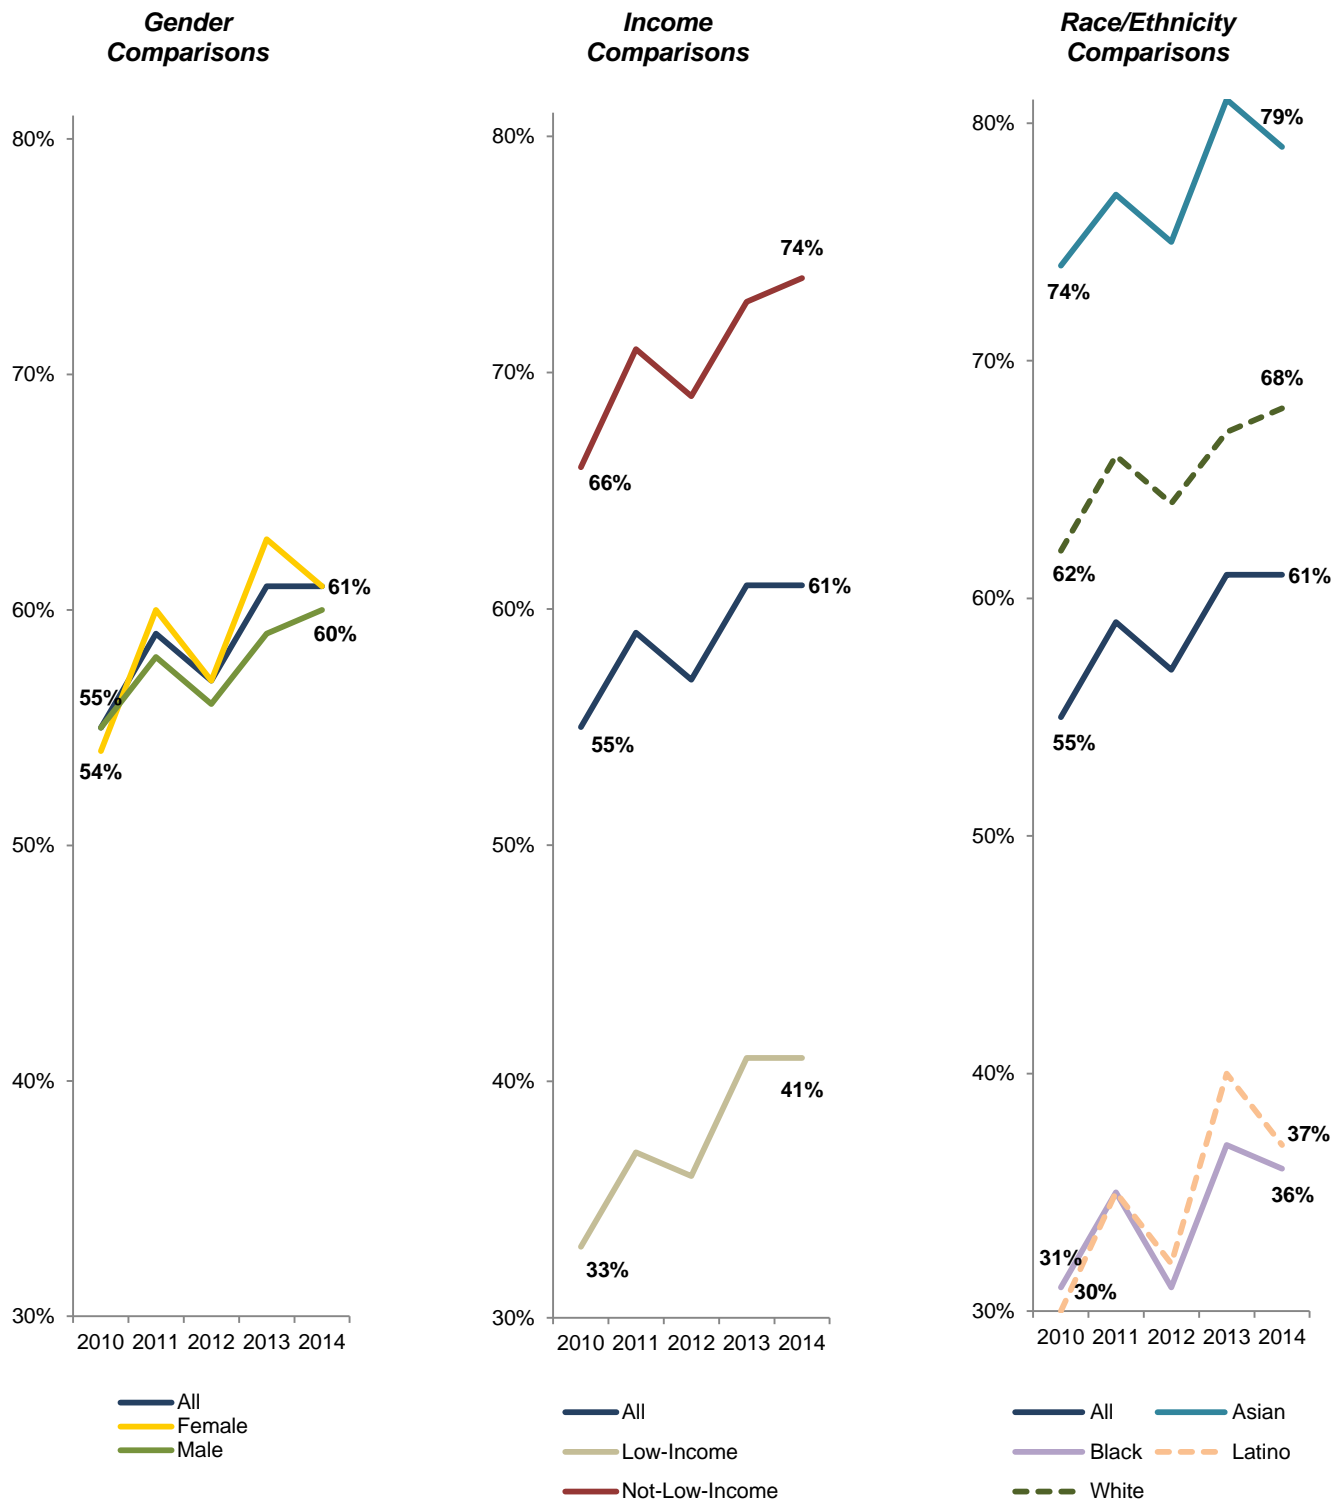 Gender
Comparisons
80%
70%
60%
50%
40%
30%
55%
54%
61%
60%
2010 2011 2012 2013 2014
All
Female
Male
Income
Comparisons
80%
70%
60%
50%
40%
30%
74%
66%
61%
55%
41%
33%
2010 2011 2012 2013 2014
All
Low-Income
Not-Low-Income
Race/Ethnicity
Comparisons
80%
70%
60%
50%
40%
30%
79%
74%
68%
62%
61%
55%
37%
36%
31%
30%
2010 2011 2012 2013 2014
All Asian
Black Latino
White